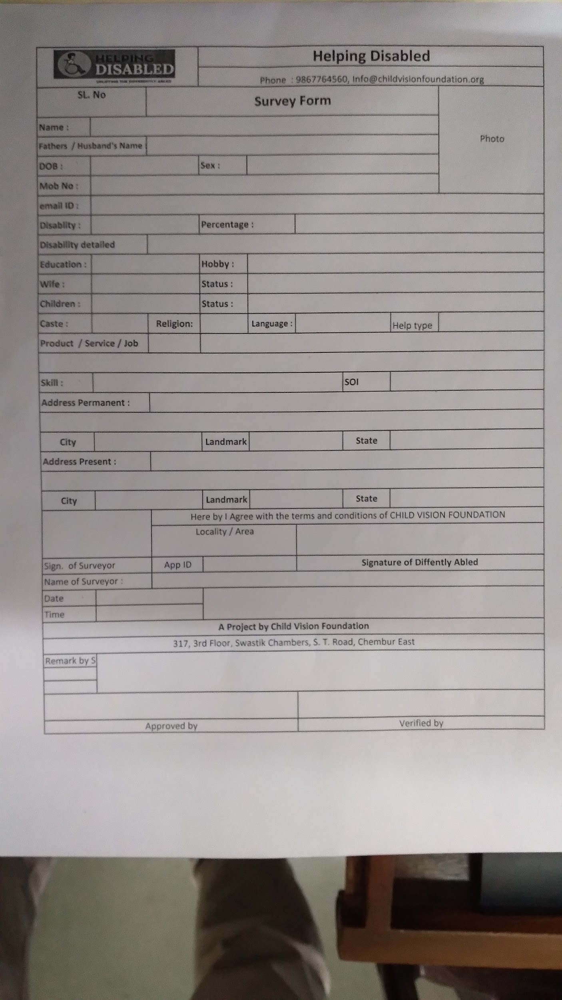 HELPING
DISABLED
UPLIFTING THE DIFFERENTLY ABLED
Helping Disabled
Phone : 9867764560, Info@childvisionfoundation.org
SL. No
Survey Form
Photo
Name :
Fathers / Husband's Name
DOB : Sex :
Mob No :
email ID :
Disablity : Percentage :
Disability detailed
Education : Hobby :
Wife : Status :
Children : Status :
Caste : Religion: Language : Help type
Product / Service / Job
Skill : SOI
Address Permanent :
City Landmark State
Address Present :
City Landmark State
Here by I Agree with the terms and conditions of CHILD VISION FOUNDATION
Locality / Area
Sign. of Surveyor App ID Signature of Diffently Abled
Name of Surveyor :
Date
Time
A Project by Child Vision Foundation
317, 3rd Floor, Swastik Chambers, S. T. Road, Chembur East
Remark by S
Approved by Verified by